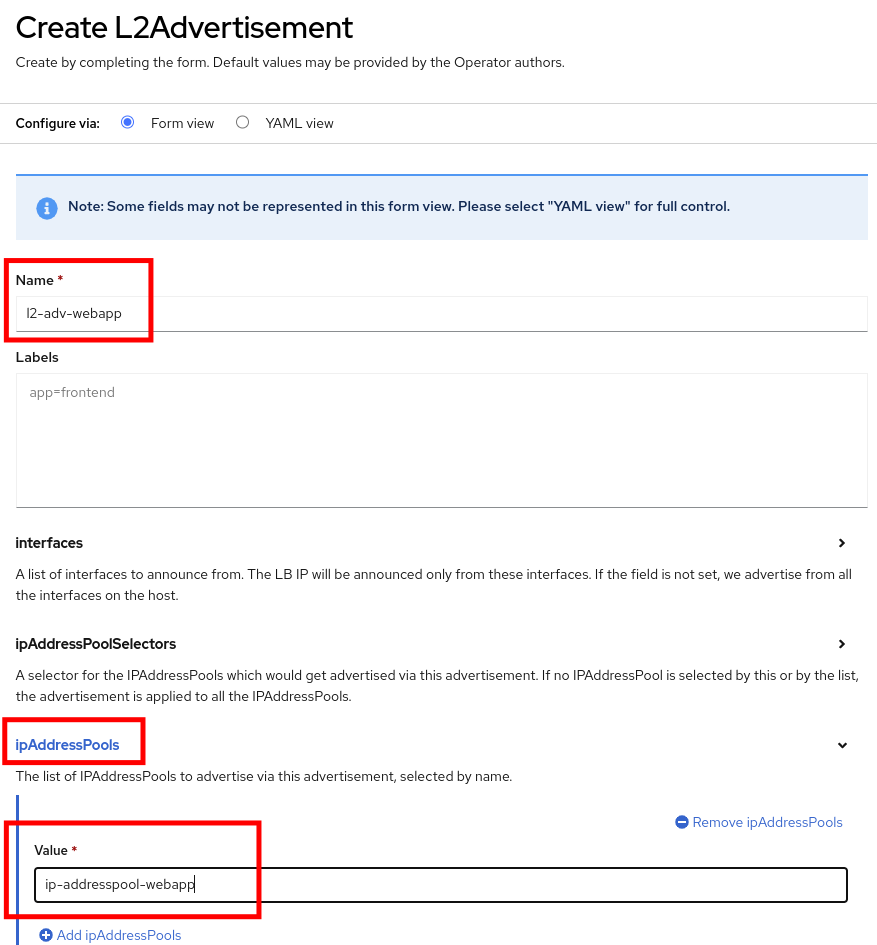 Create L2Advertisement
Create by completing the form. Default values may be provided by the Operator authors.
Configure via: Form view YAML view
Note: Some fields may not be represented in this form view. Please select "YAML view" for full control.
Name *
l2-adv-webapp
Labels
app=frontend
interfaces
A list of interfaces to announce from. The LB IP will be announced only from these interfaces. If the field is not set, we advertise from all
the interfaces on the host.
ipAddressPoolSelectors
A selector for the IPAddressPools which would get advertised via this advertisement. If no IPAddressPool is selected by this or by the list,
the advertisement is applied to all the IPAddressPools.
ipAddressPools
The list of IPAddressPools to advertise via this advertisement, selected by name.
Remove ipAddressPools
Value *
ip-addresspool-webapp
Add ipAddressPools